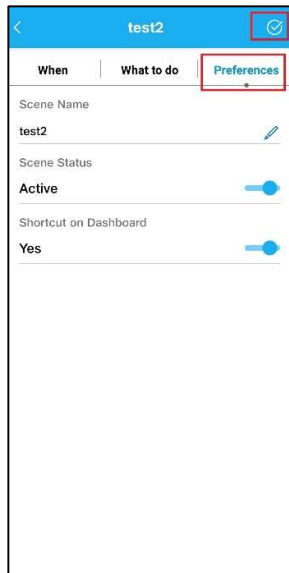 test2
When What to do Preferences
Scene Name
test2
Scene Status
Active
Shortcut on Dashboard
Yes